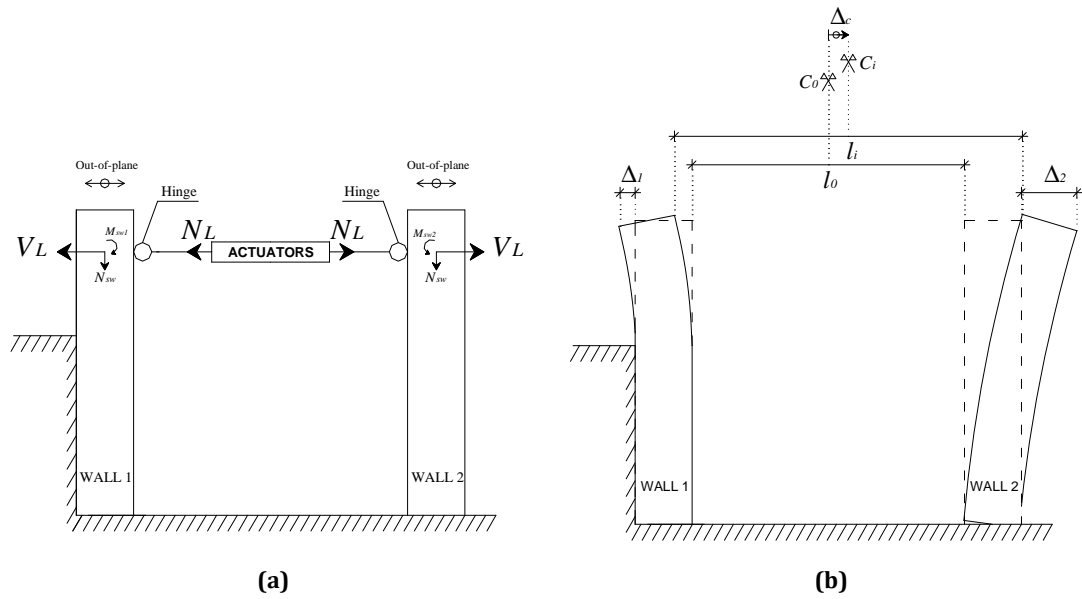 Out-of-plane
Hinge
Hinge
Out-of-plane
V_L
M_sw1
N_sw
N_L
ACTUATORS
N_L
M_sw2
N_sw
V_L
WALL 1
WALL 2
(a)
Δ_c
C_0
C_i
l_i
l_0
Δ_1
Δ_2
WALL 1
WALL 2
(b)